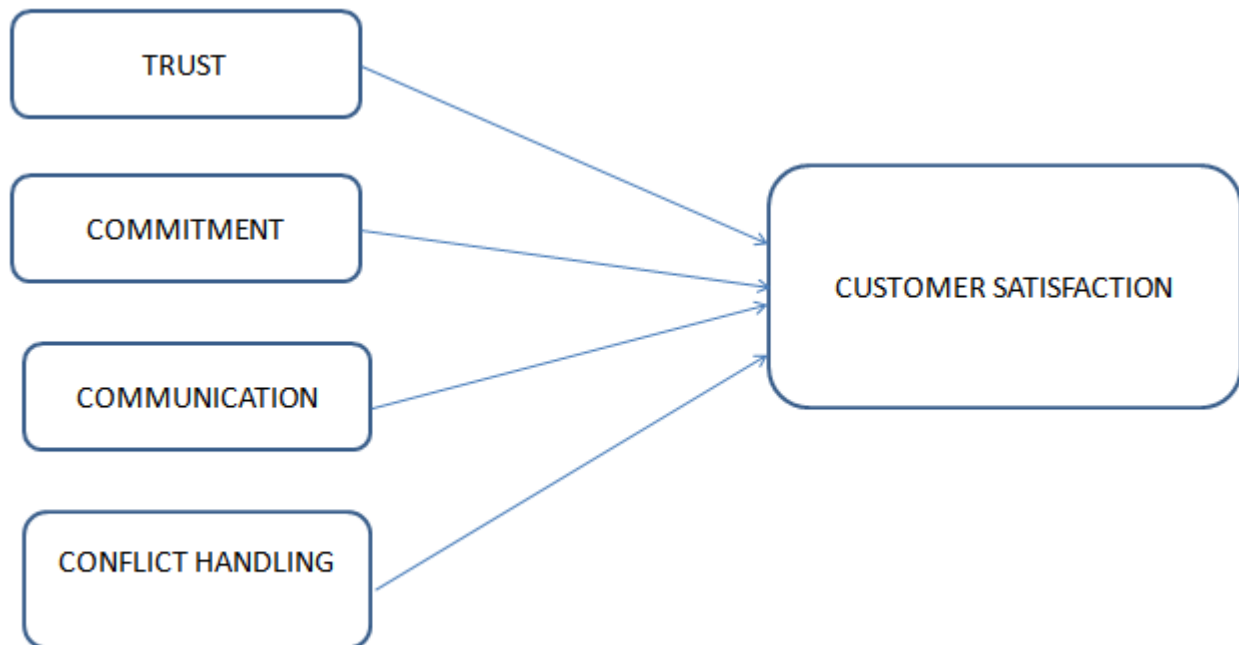 TRUST
COMMITMENT
CUSTOMER SATISFACTION
COMMUNICATION
CONFLICT HANDLING